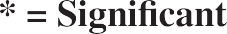 * = Significant